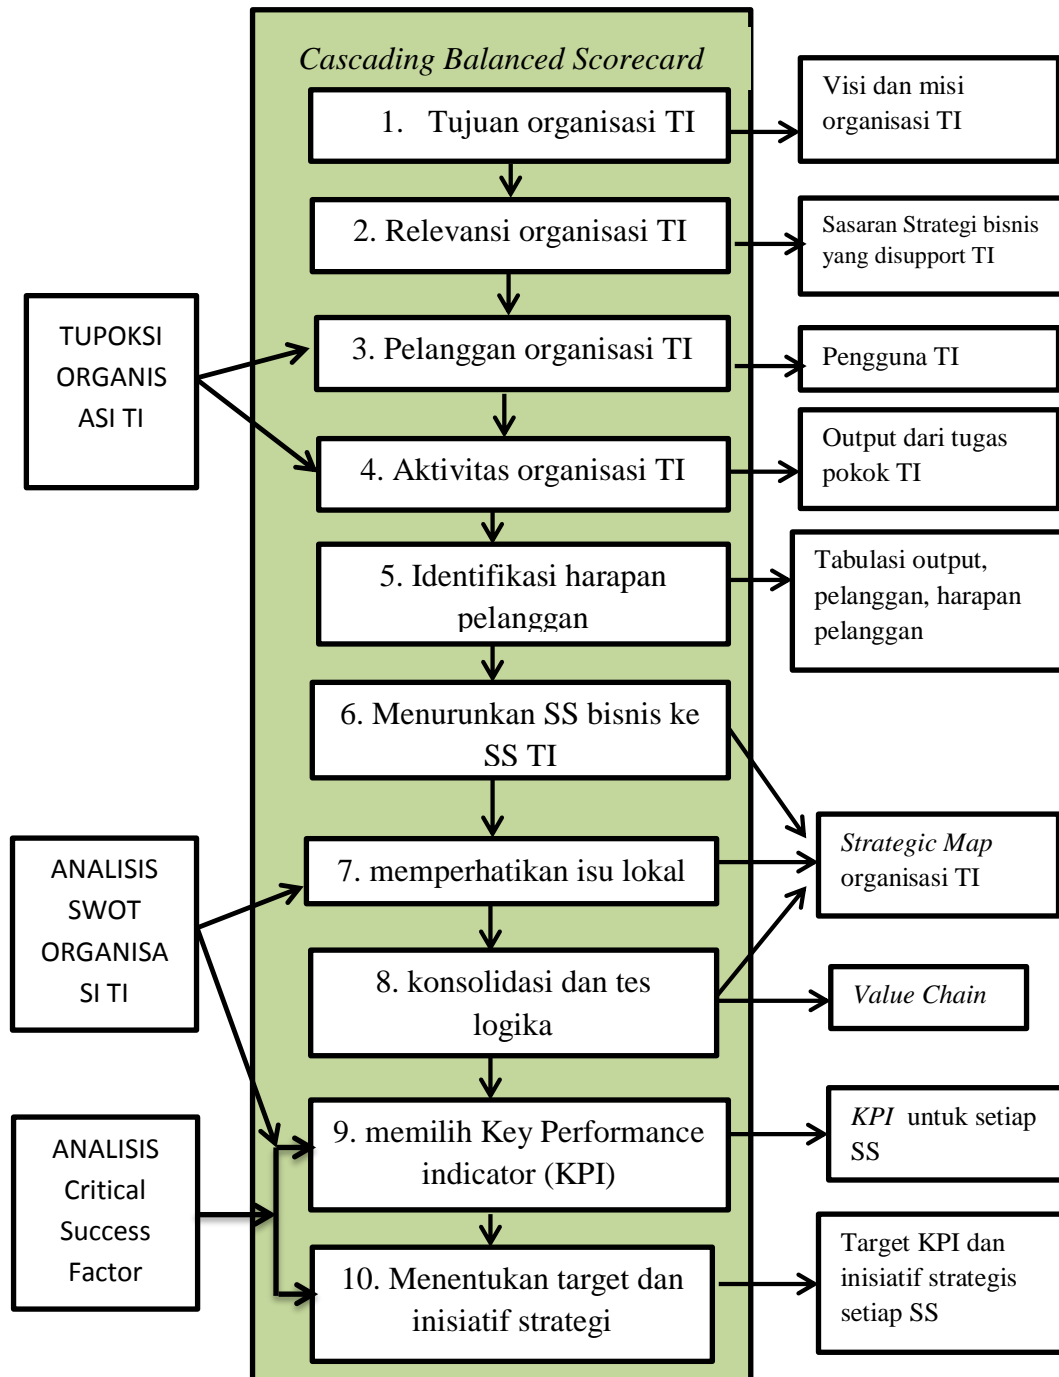 Cascading Balanced Scorecard
1. Tujuan organisasi TI
Visi dan misi
organisasi TI
2. Relevansi organisasi TI
Sasaran Strategi bisnis
yang disupport TI
TUPOKSI
ORGANIS
ASI TI
3. Pelanggan organisasi TI
Pengguna TI
4. Aktivitas organisasi TI
Output dari tugas
pokok TI
5. Identifikasi harapan
pelanggan
Tabulasi output,
pelanggan, harapan
pelanggan
6. Menurunkan SS bisnis ke
SS TI
ANALISIS
SWOT
ORGANISA
SI TI
7. memperhatikan isu lokal
Strategic Map
organisasi TI
8. konsolidasi dan tes
logika
Value Chain
ANALISIS
Critical
Success
Factor
9. memilih Key Performance
indicator (KPI)
KPI untuk setiap
SS
10. Menentukan target dan
inisiatif strategi
Target KPI dan
inisiatif strategis
setiap SS